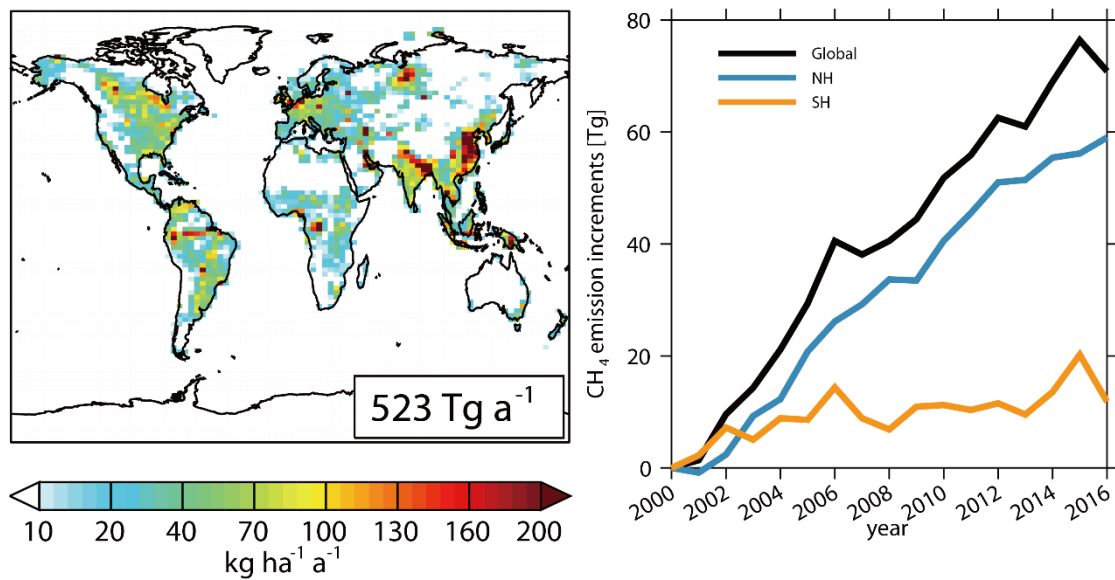 523 Tg a⁻¹
10 20 40 70 100 130 160 200
kg ha⁻¹ a⁻¹
CH₄ emission increments [Tg]
80
60
40
20
0
Global
NH
SH
2000 2002 2004 2006 2008 2010 2012 2014 2016
year